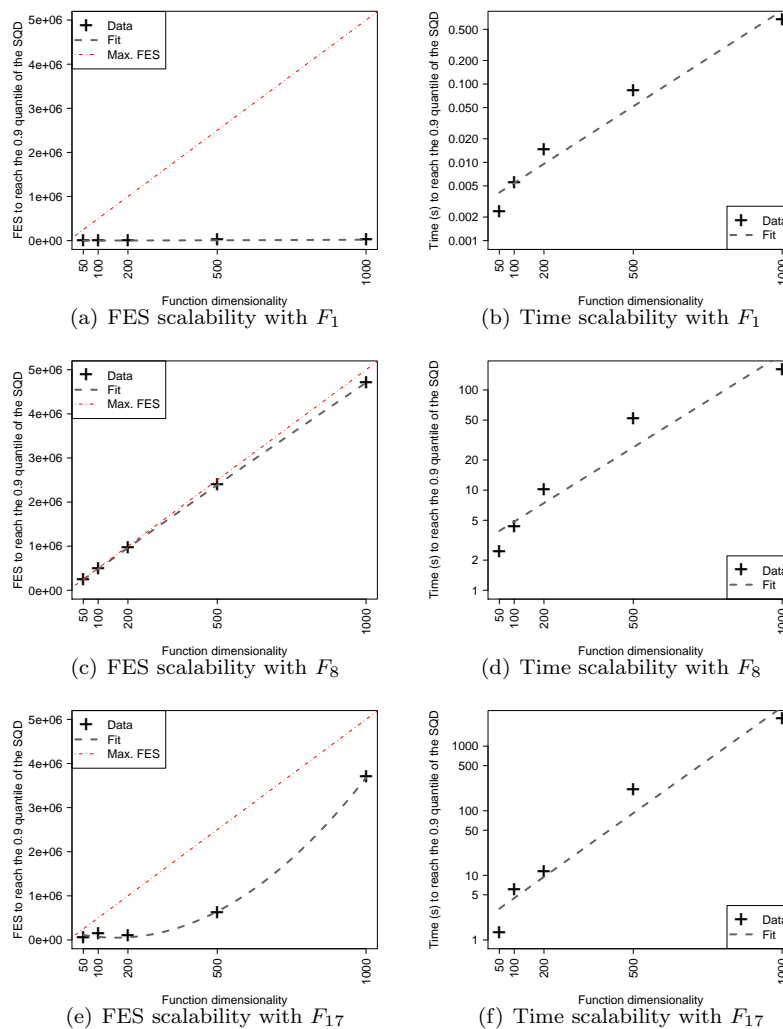 FES to reach the 0.9 quantile of the SQD
5e+06
4e+06
3e+06
2e+06
1e+06
0e+00
Data
Fit
Max. FES
50
100
200
500
1000
Function dimensionality
(a) FES scalability with F1
Time (s) to reach the 0.9 quantile of the SQD
0.500
0.100
0.050
0.010
0.005
0.002
0.001
Data
Fit
50
100
200
500
1000
Function dimensionality
(b) Time scalability with F1
FES to reach the 0.9 quantile of the SQD
5e+06
4e+06
3e+06
2e+06
1e+06
0e+00
Data
Fit
Max. FES
50
100
200
500
1000
Function dimensionality
(c) FES scalability with F8
Time (s) to reach the 0.9 quantile of the SQD
100
50
20
10
5
2
1
Data
Fit
50
100
200
500
1000
Function dimensionality
(d) Time scalability with F8
FES to reach the 0.9 quantile of the SQD
5e+06
4e+06
3e+06
2e+06
1e+06
0e+00
Data
Fit
Max. FES
50
100
200
500
1000
Function dimensionality
(e) FES scalability with F17
Time (s) to reach the 0.9 quantile of the SQD
1000
500
100
50
10
5
1
Data
Fit
50
100
200
500
1000
Function dimensionality
(f) Time scalability with F17